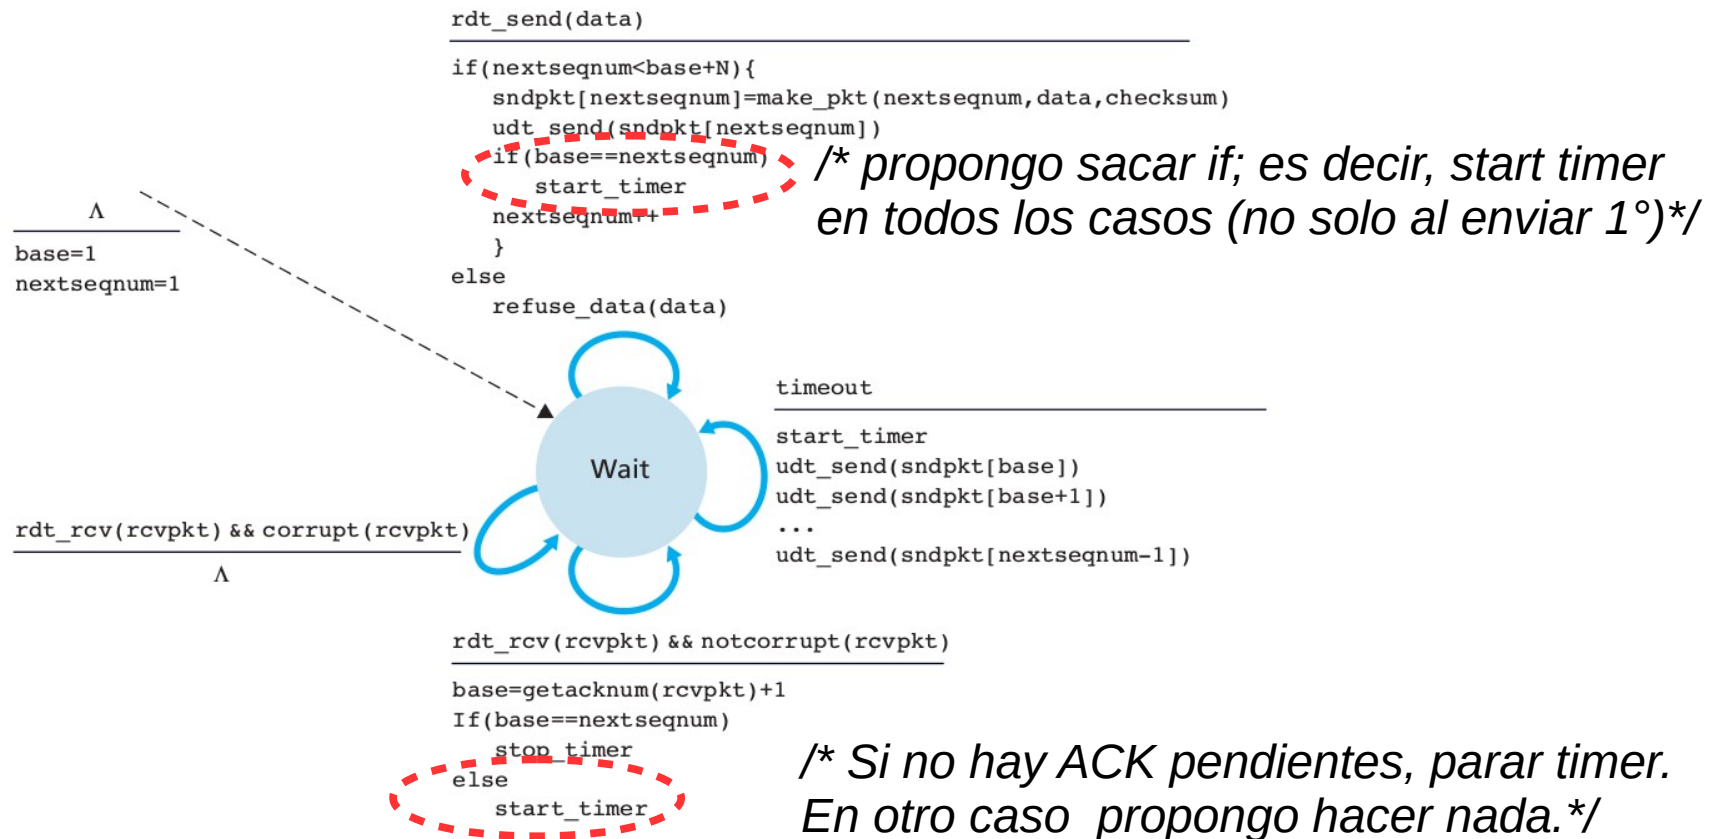 rdt_send(data)
if(nextseqnum<base+N){
sndpkt[nextseqnum]=make_pkt(nextseqnum,data,checksum)
udt_send(sndpkt[nextseqnum])
if(base==nextseqnum)
start_timer
nextseqnum++
}
else
refuse_data(data)
/* propongo sacar if; es decir, start timer
en todos los casos (no solo al enviar 1°)*/
Λ
base=1
nextseqnum=1
timeout
start_timer
udt_send(sndpkt[base])
udt_send(sndpkt[base+1])
...
udt_send(sndpkt[nextseqnum-1])
Wait
rdt_rcv(rcvpkt) && corrupt(rcvpkt)
Λ
rdt_rcv(rcvpkt) && notcorrupt(rcvpkt)
base=getacknum(rcvpkt)+1
If(base==nextseqnum)
stop_timer
else
start_timer
/* Si no hay ACK pendientes, parar timer.
En otro caso propongo hacer nada.*/